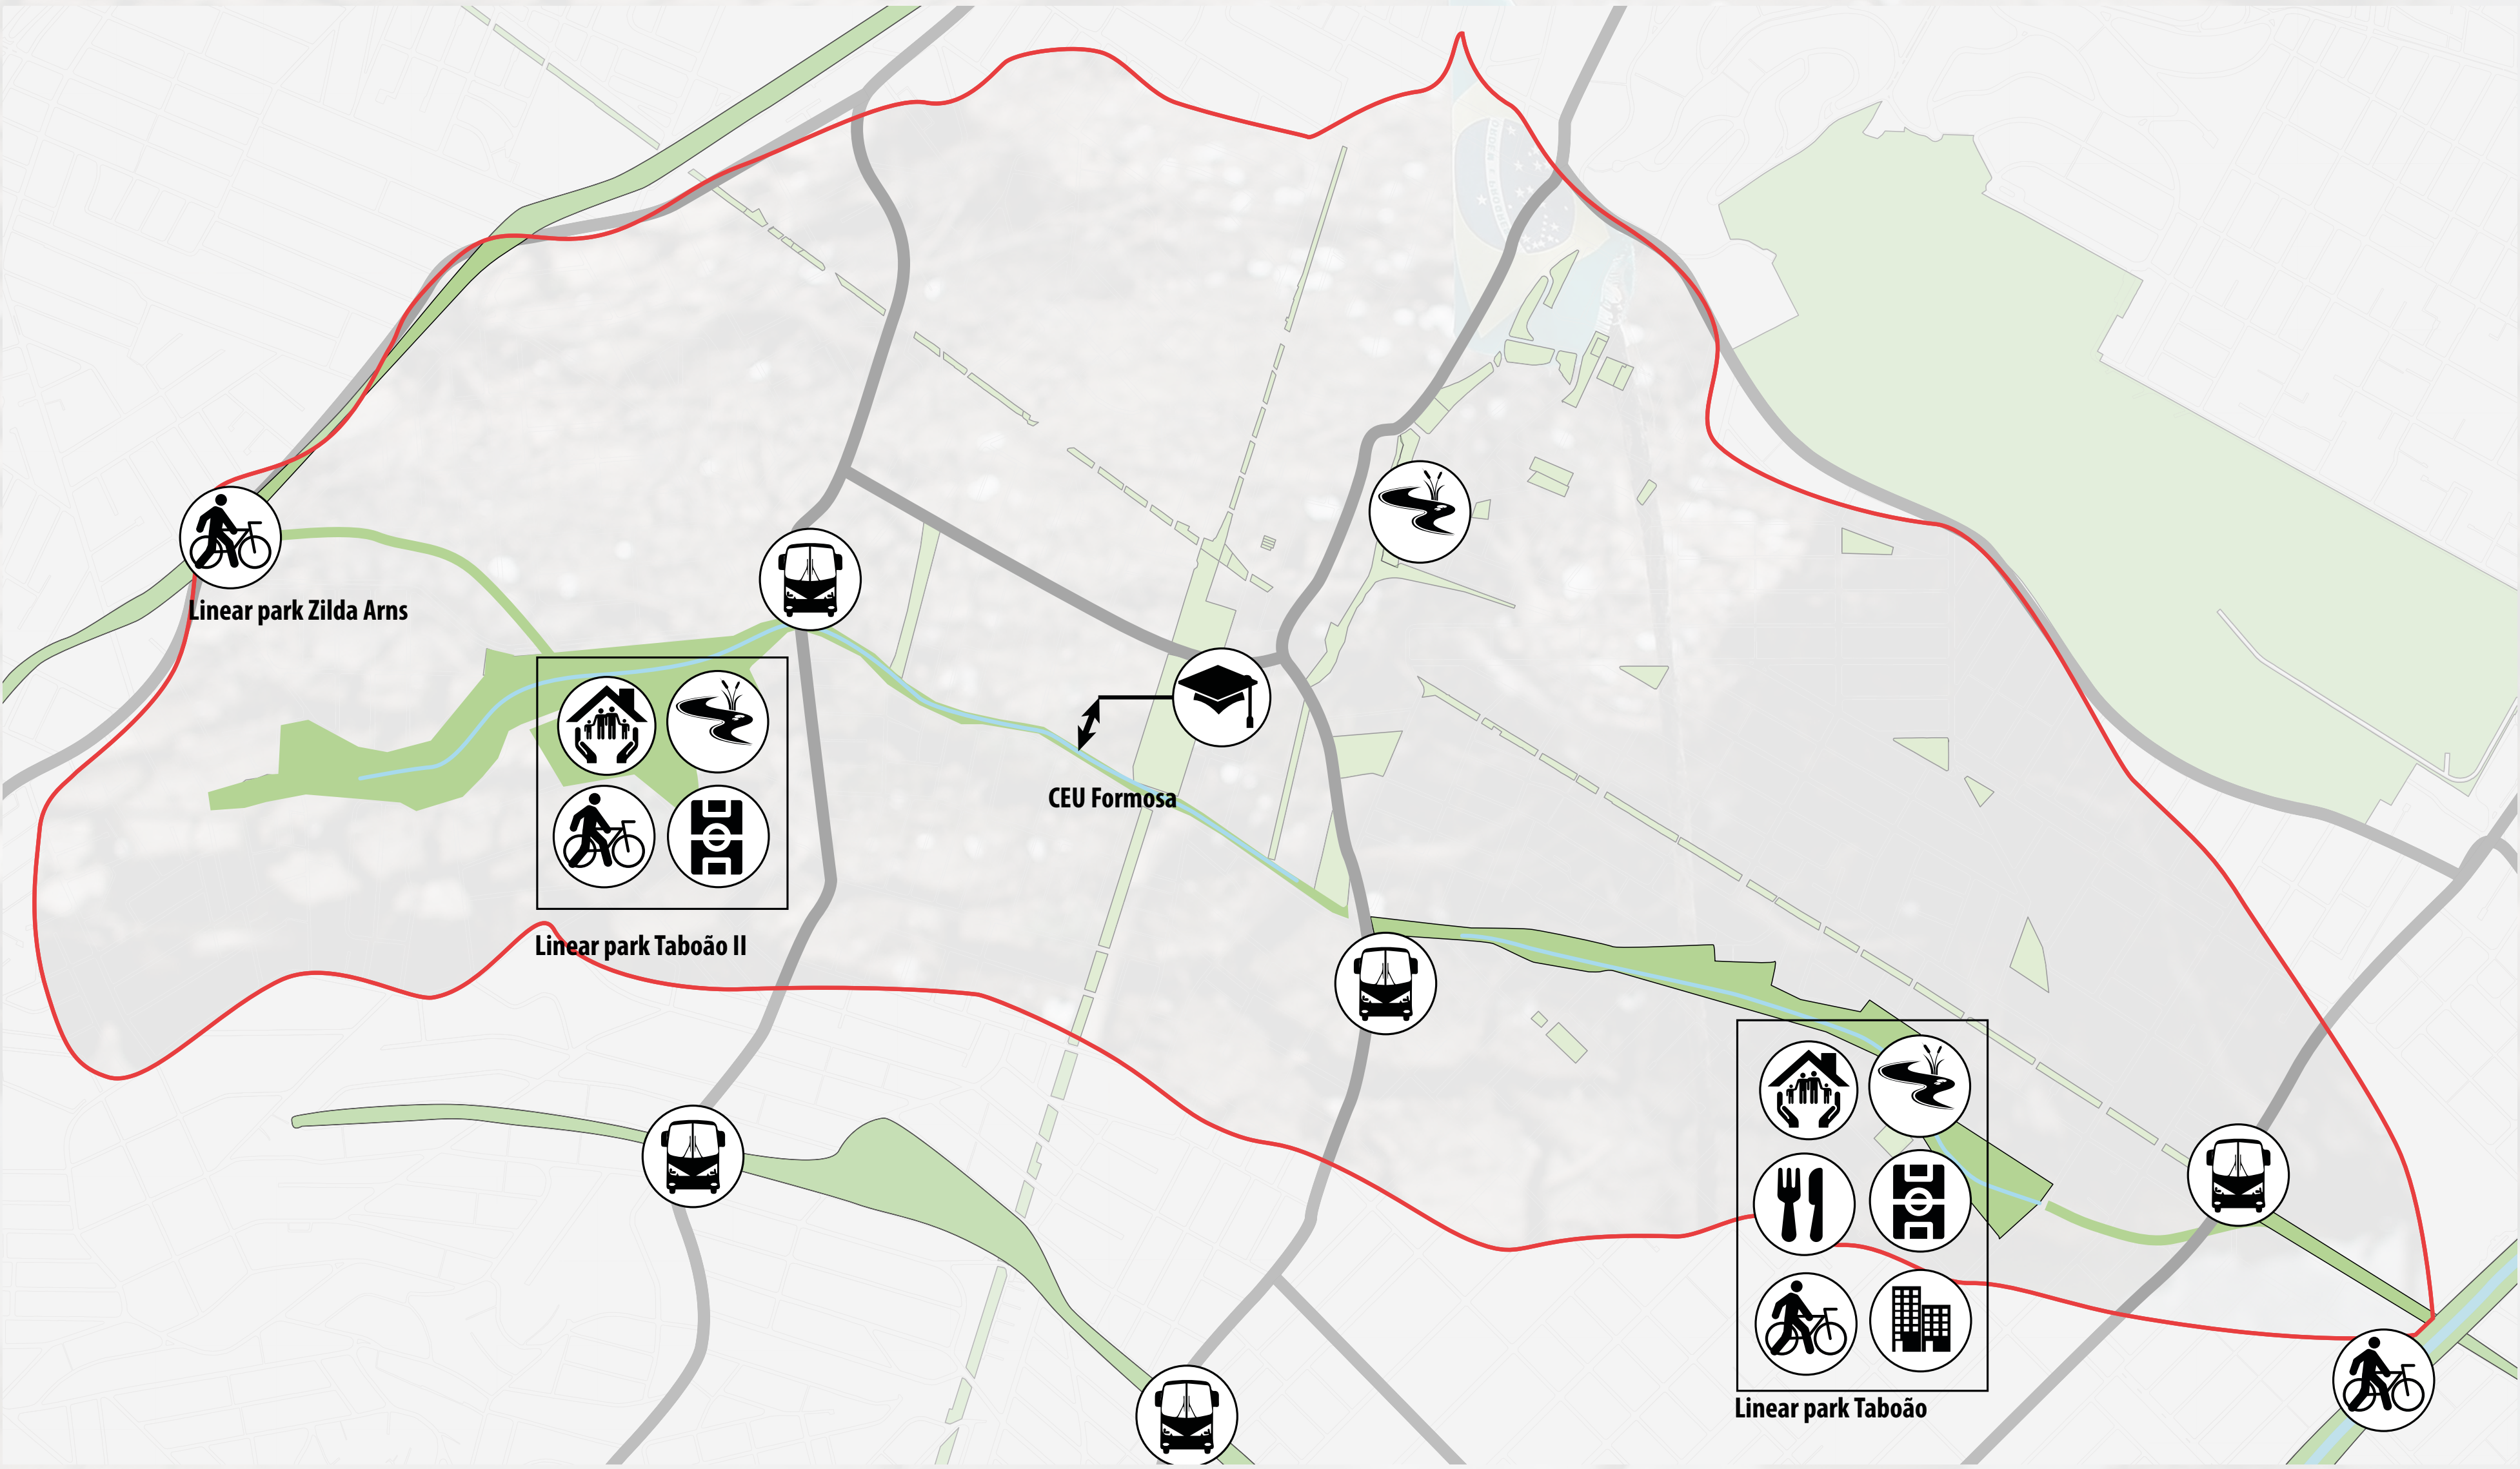 Linear park Zilda Arns
CEU Formosa
Linear park Taboão II
Linear park Taboão